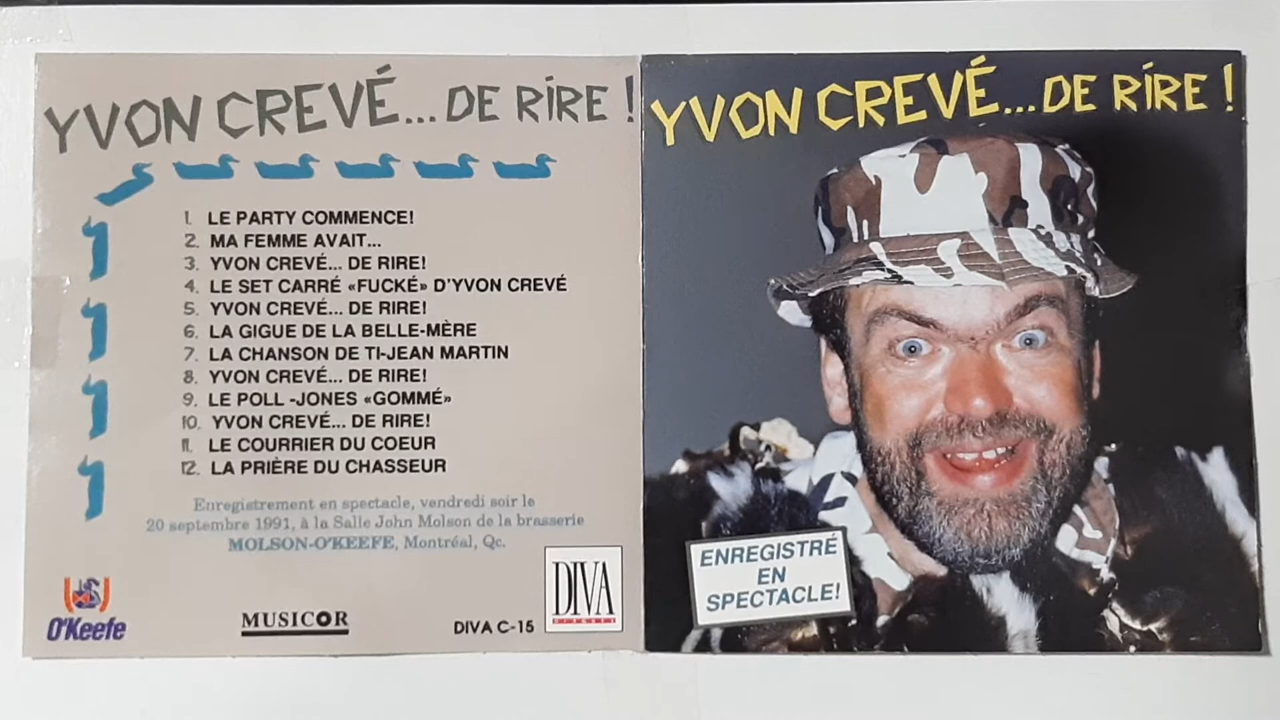 YVON CREVÉ...DE RIRE !
1. LE PARTY COMMENCE!
2. MA FEMME AVAIT...
3. YVON CREVÉ... DE RIRE!
4. LE SET CARRÉ «FUCKÉ» D'YVON CREVÉ
5. YVON CREVÉ... DE RIRE!
6. LA GIGUE DE LA BELLE-MÈRE
7. LA CHANSON DE TI-JEAN MARTIN
8. YVON CREVÉ... DE RIRE!
9. LE POLL -JONES «GOMMÉ»
10. YVON CREVÉ... DE RIRE!
11. LE COURRIER DU COEUR
12. LA PRIÈRE DU CHASSEUR
Enregistrement en spectacle, vendredi soir le
20 septembre 1991, à la Salle John Molson de la brasserie
MOLSON-O'KEEFE, Montréal, Qc.
O'Keefe
MUSICOR
DIVA C-15
DIVA
YVON CREVÉ...DE RIRE !
ENREGISTRÉ
EN
SPECTACLE!